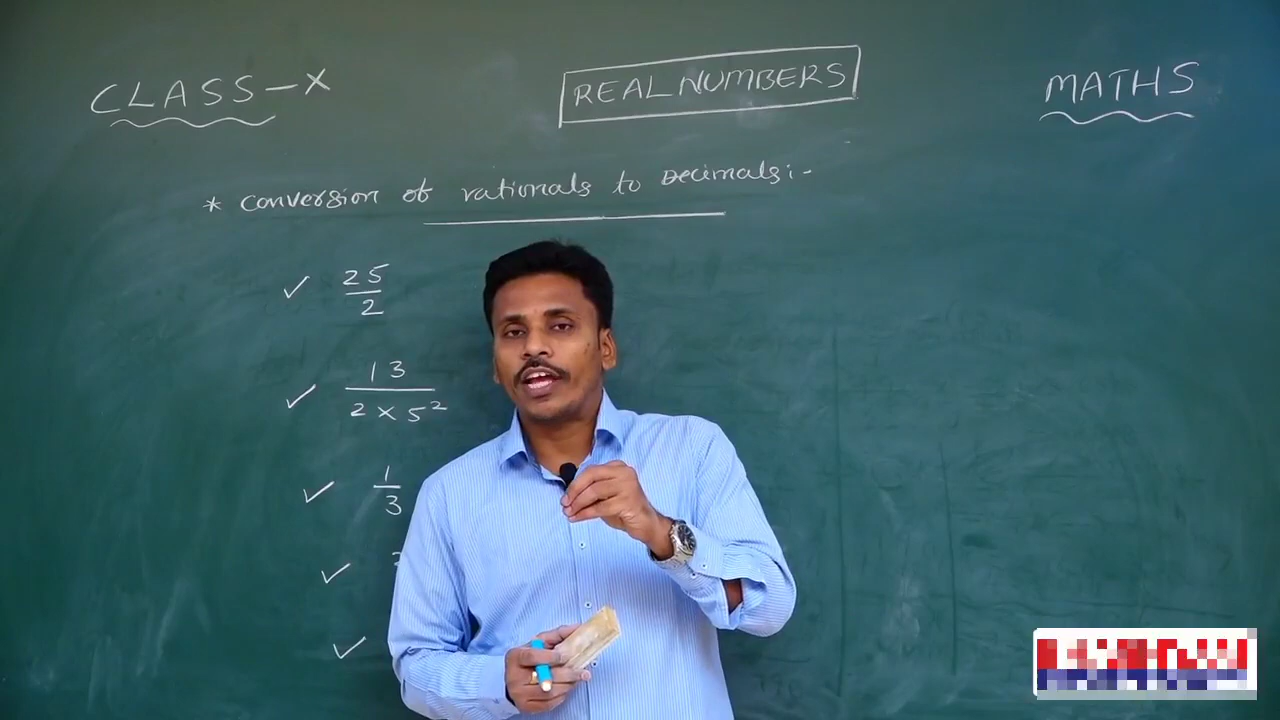 CLASS-X
REAL NUMBERS
MATHS
* conversion of rationals to Decimals:-
✓ 25/2
✓ 13/(2 × 5²)
✓ 1/3
✓
✓